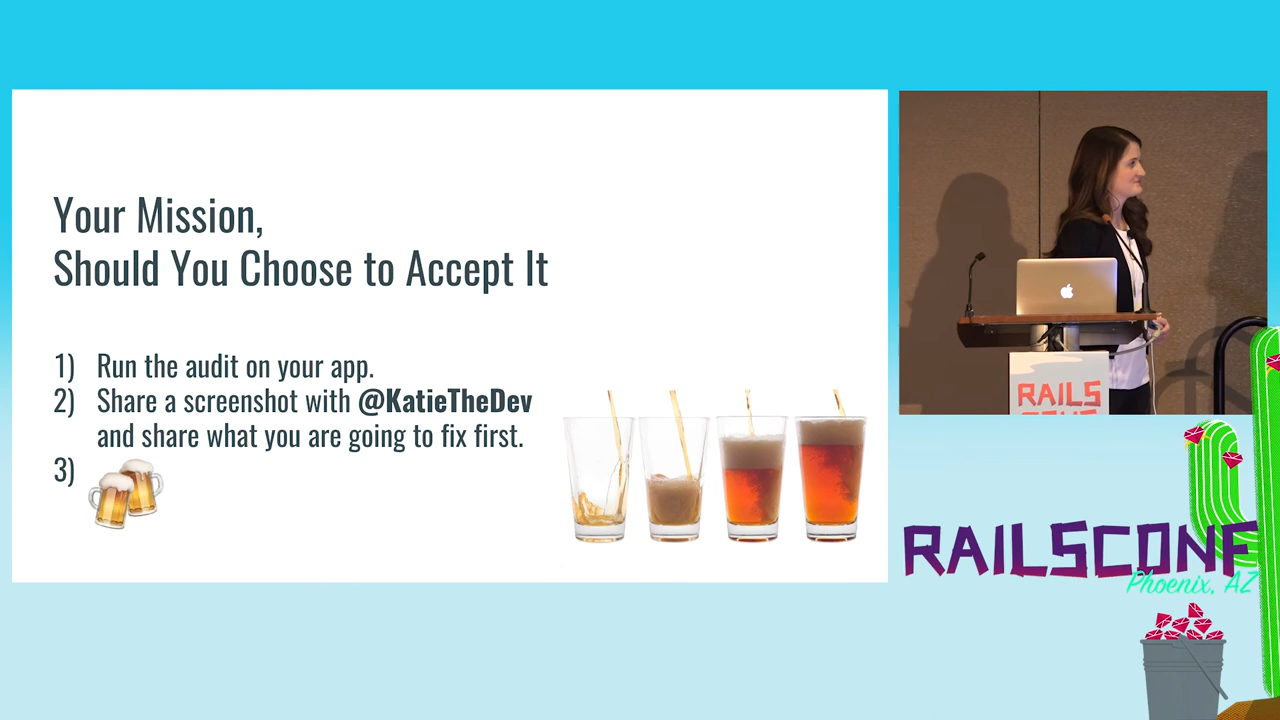 Your Mission,
Should You Choose to Accept It
1) Run the audit on your app.
2) Share a screenshot with @KatieTheDev
and share what you are going to fix first.
3)
RAILS
CONF
RAILSCONF
Phoenix, AZ